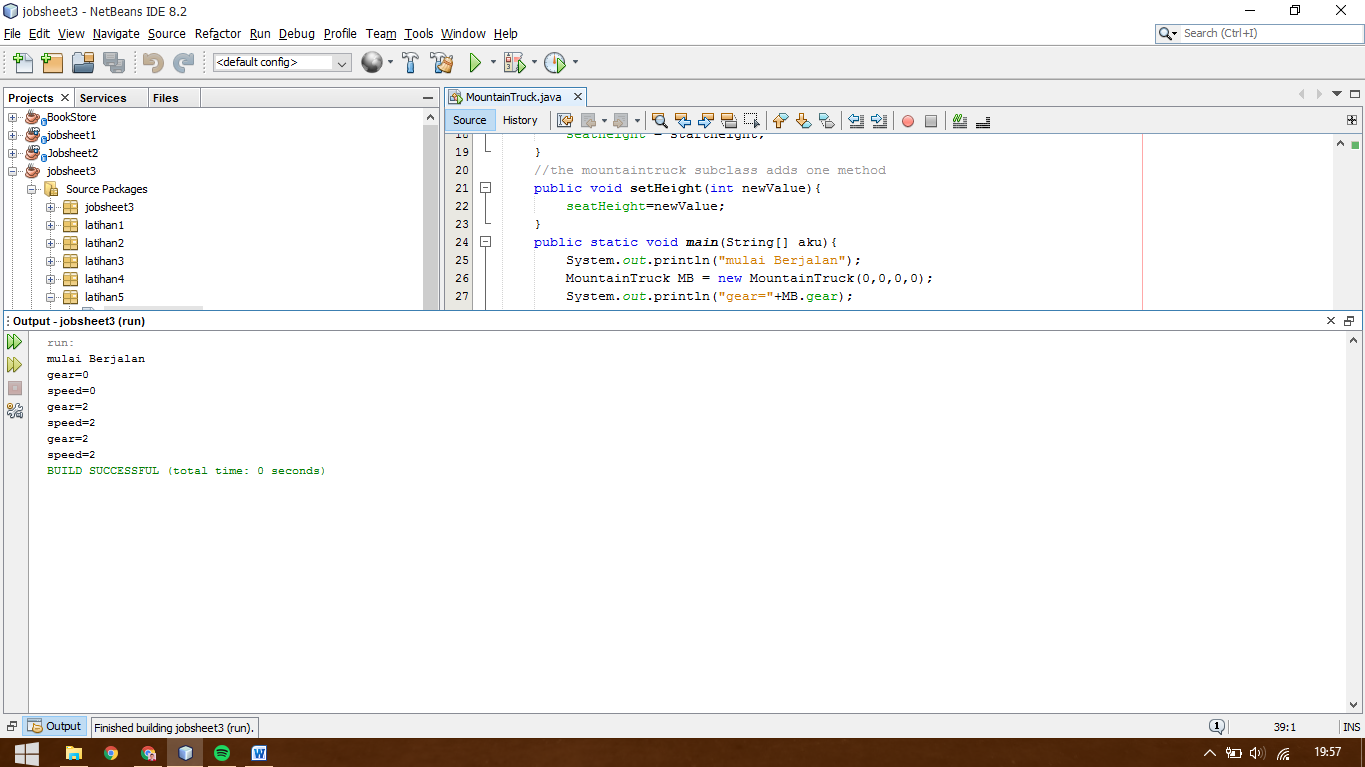 jobsheet3 - NetBeans IDE 8.2
File Edit View Navigate Source Refactor Run Debug Profile Team Tools Window Help
Search (Ctrl+I)
<default config>
Projects Services Files
BookStore
jobsheet1
Jobsheet2
jobsheet3
Source Packages
jobsheet3
latihan1
latihan2
latihan3
latihan4
latihan5
MountainTruck.java
Source History
18 seatHeight = startHeight;
19 }
20 //the mountaintruck subclass adds one method
21 public void setHeight(int newValue){
22 seatHeight=newValue;
23 }
24 public static void main(String[] aku){
25 System.out.println("mulai Berjalan");
26 MountainTruck MB = new MountainTruck(0,0,0,0);
27 System.out.println("gear="+MB.gear);
Output - jobsheet3 (run)
run:
mulai Berjalan
gear=0
speed=0
gear=2
speed=2
gear=2
speed=2
BUILD SUCCESSFUL (total time: 0 seconds)
Output
Finished building jobsheet3 (run).
1
39:1
INS
19:57